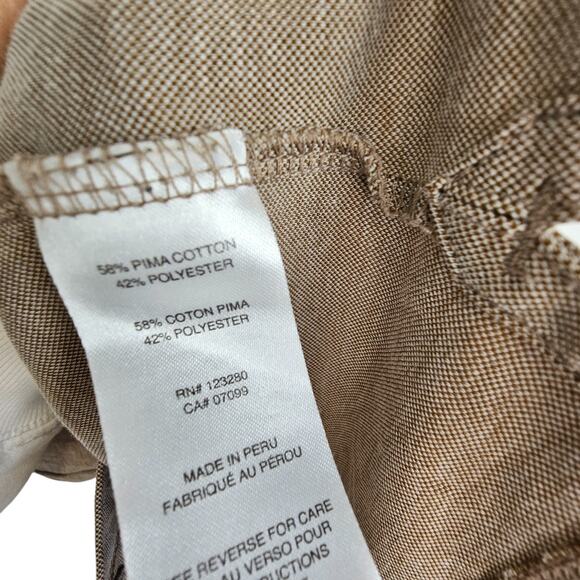 58% PIMA COTTON
42% POLYESTER
58% COTON PIMA
42% POLYESTER
RN# 123280
CA# 07099
MADE IN PERU
FABRIQUÉ AU PÉROU
REVERSE FOR CARE
AU VERSO POUR